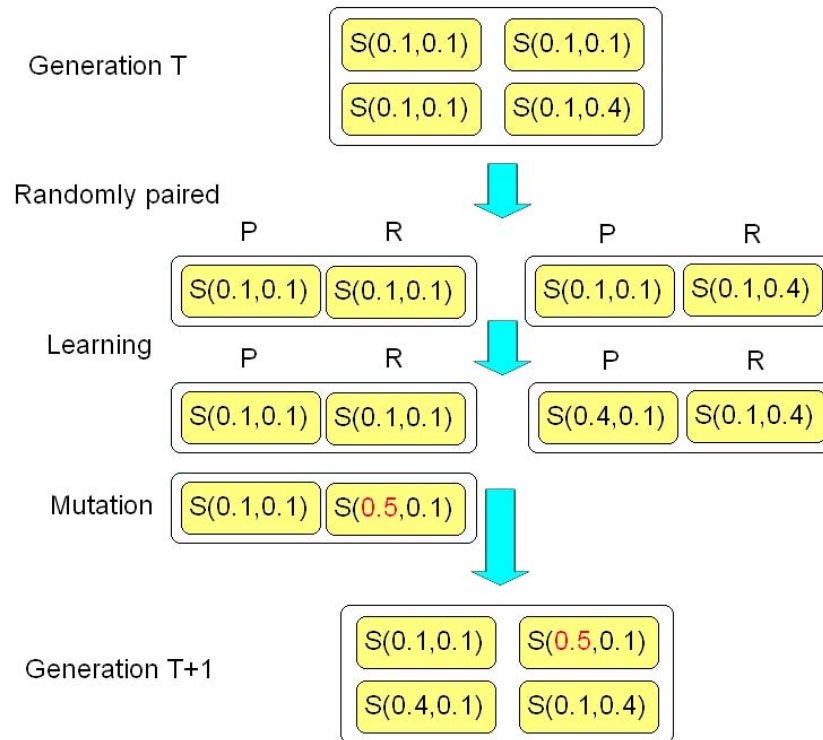 S(0.1,0.1) S(0.1,0.1)
Generation T
S(0.1,0.1) S(0.1,0.4)
Randomly paired
P R P R
S(0.1,0.1) S(0.1,0.1) S(0.1,0.1) S(0.1,0.4)
Learning
P R P R
S(0.1,0.1) S(0.1,0.1) S(0.4,0.1) S(0.1,0.4)
Mutation S(0.1,0.1) S(0.5,0.1)
S(0.1,0.1) S(0.5,0.1)
Generation T+1
S(0.4,0.1) S(0.1,0.4)